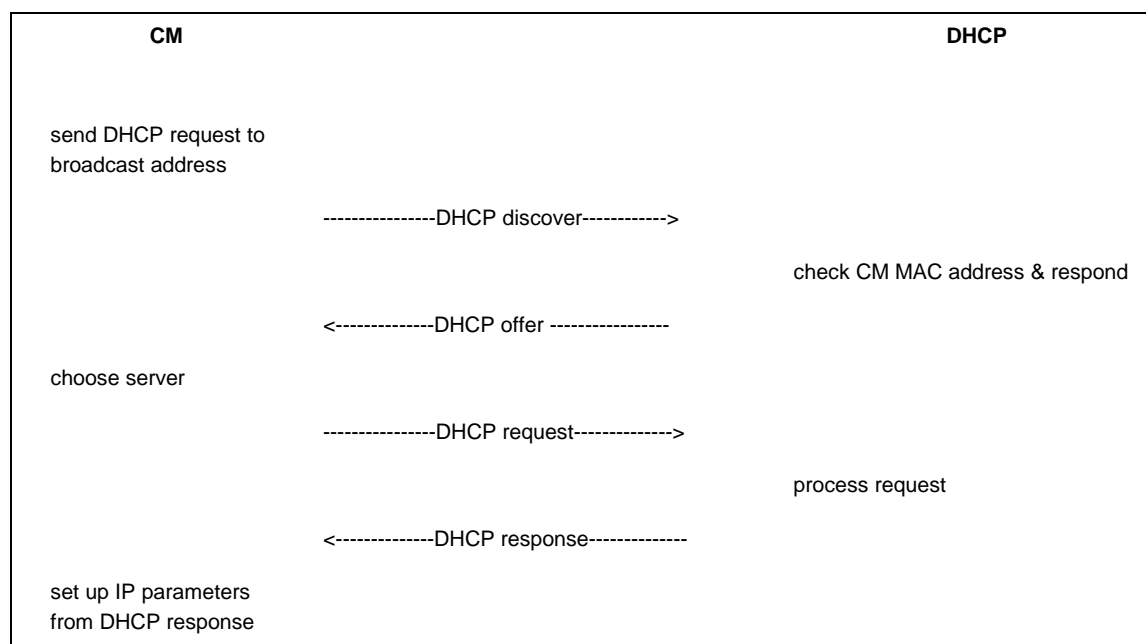 CM DHCP
send DHCP request to
broadcast address
----------------DHCP discover------------>
check CM MAC address & respond
<--------------DHCP offer -----------------
choose server
----------------DHCP request-------------->
process request
<--------------DHCP response--------------
set up IP parameters
from DHCP response